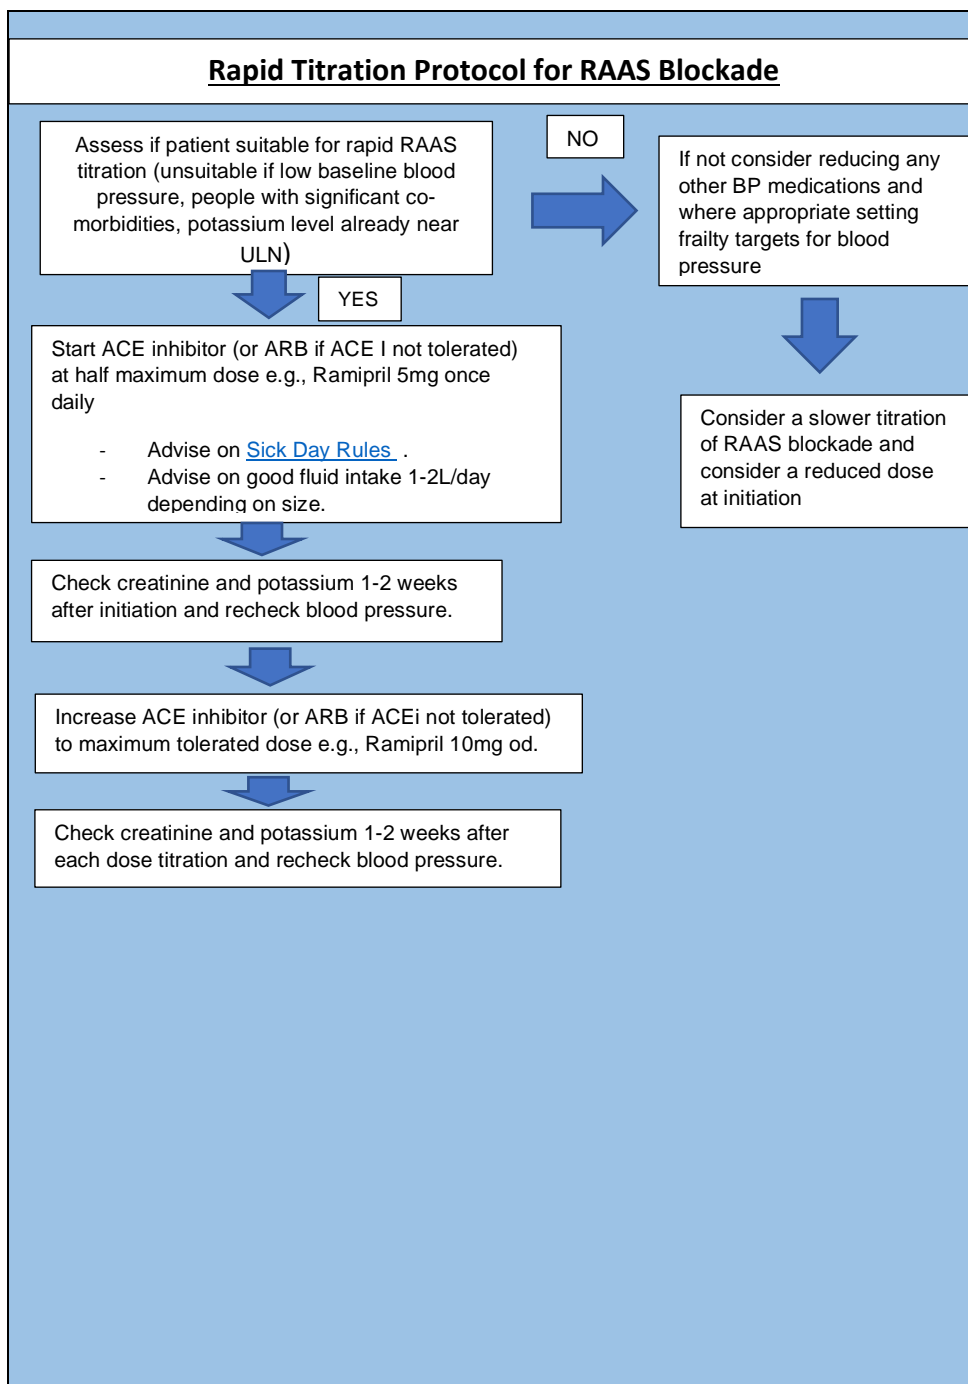 Rapid Titration Protocol for RAAS Blockade
Assess if patient suitable for rapid RAAS
titration (unsuitable if low baseline blood
pressure, people with significant co-
morbidities, potassium level already near
ULN)
NO
If not consider reducing any
other BP medications and
where appropriate setting
frailty targets for blood
pressure
YES
Start ACE inhibitor (or ARB if ACE I not tolerated)
at half maximum dose e.g., Ramipril 5mg once
daily
- Advise on Sick Day Rules .
- Advise on good fluid intake 1-2L/day
depending on size.
Consider a slower titration
of RAAS blockade and
consider a reduced dose
at initiation
Check creatinine and potassium 1-2 weeks
after initiation and recheck blood pressure.
Increase ACE inhibitor (or ARB if ACEi not tolerated)
to maximum tolerated dose e.g., Ramipril 10mg od.
Check creatinine and potassium 1-2 weeks after
each dose titration and recheck blood pressure.